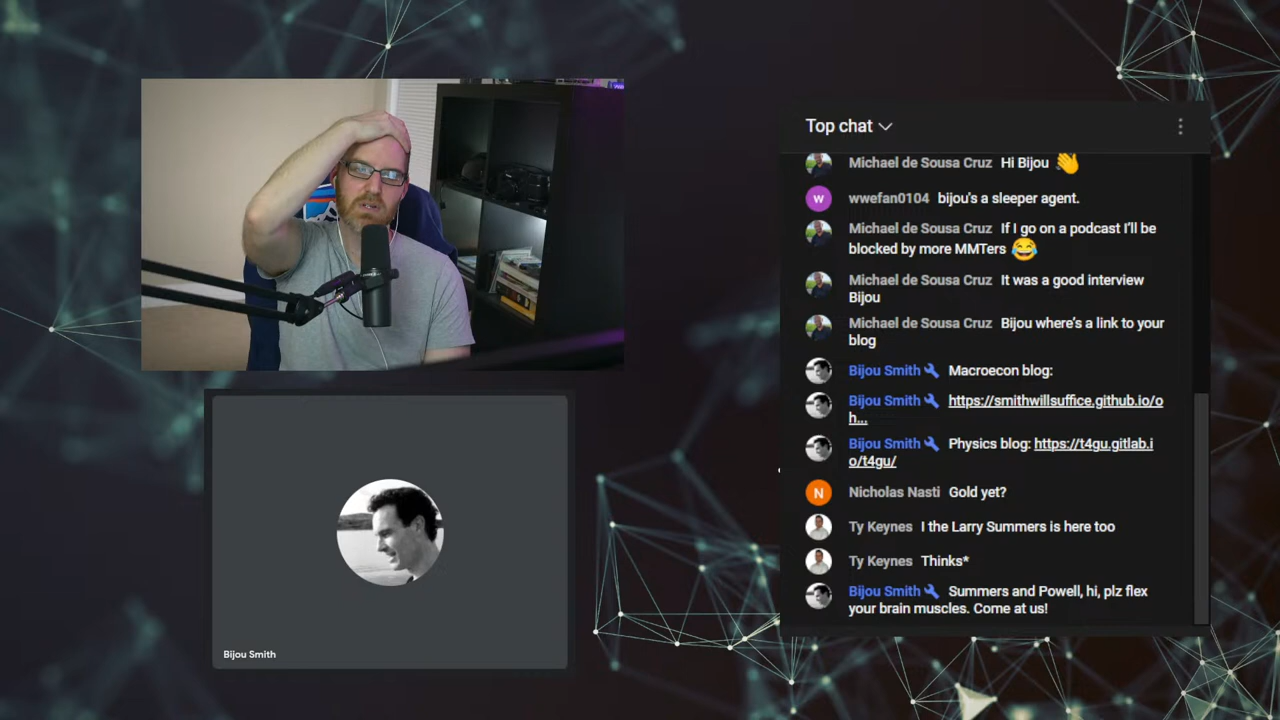 Top chat
Michael de Sousa Cruz Hi Bijou 👋
W
wwefan0104 bijou's a sleeper agent.
Michael de Sousa Cruz If I go on a podcast I'll be
blocked by more MMTers 😂
Michael de Sousa Cruz It was a good interview
Bijou
Michael de Sousa Cruz Bijou where's a link to your
blog
Bijou Smith Macroecon blog:
Bijou Smith https://smithwillsuffice.github.io/o
h...
Bijou Smith Physics blog: https://t4gu.gitlab.i
o/t4gu/
N
Nicholas Nasti Gold yet?
Ty Keynes I the Larry Summers is here too
Ty Keynes Thinks*
Bijou Smith Summers and Powell, hi, plz flex
your brain muscles. Come at us!
Bijou Smith